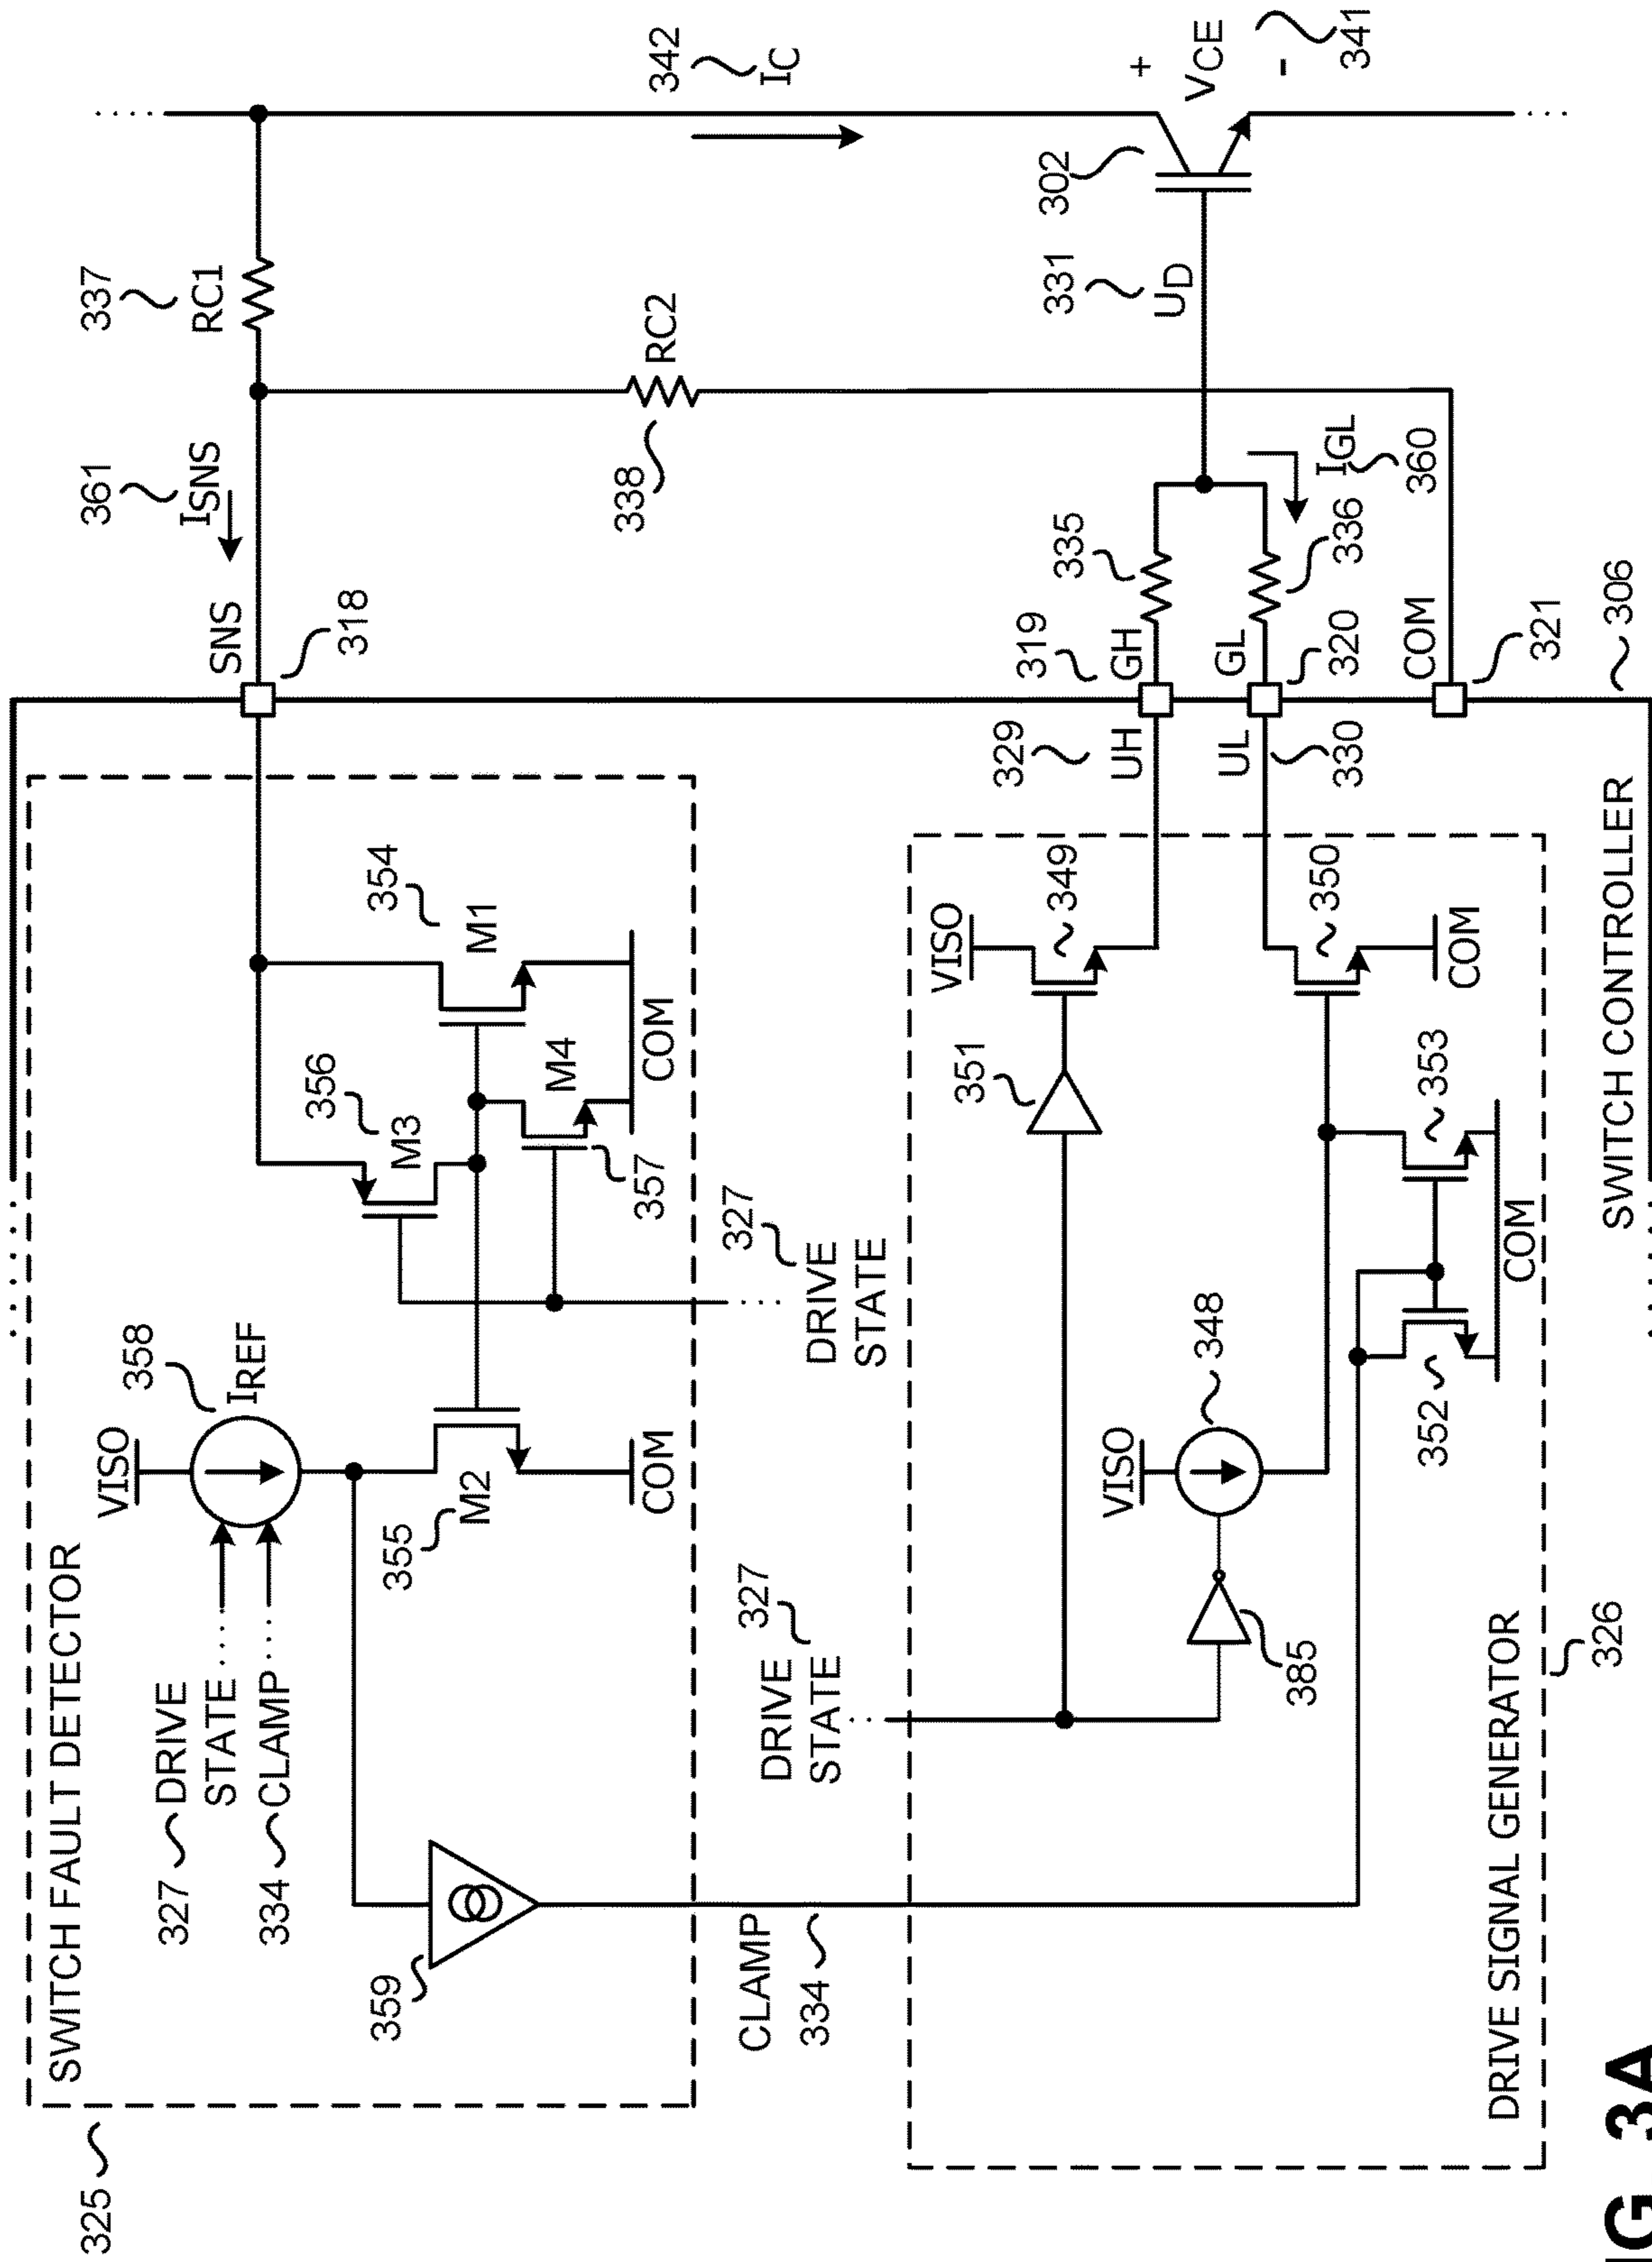 325
SWITCH FAULT DETECTOR
327 DRIVE
STATE
334 CLAMP
VISO
358
IREF
359
355
M2
COM
356
M3
354
M1
M4
357
COM
327
DRIVE
STATE
SNS
318
361
ISNS
337
RC1
RC2
338
342
IC
CLAMP
334
DRIVE
STATE
327
VISO
349
351
VISO
348
385
350
COM
352
353
COM
DRIVE SIGNAL GENERATOR
326
329
UH
UL
330
319
GH
GL
320
COM
321
335
336
IGL
360
331
UD
302
+
VCE
-
341
SWITCH CONTROLLER
306
3A